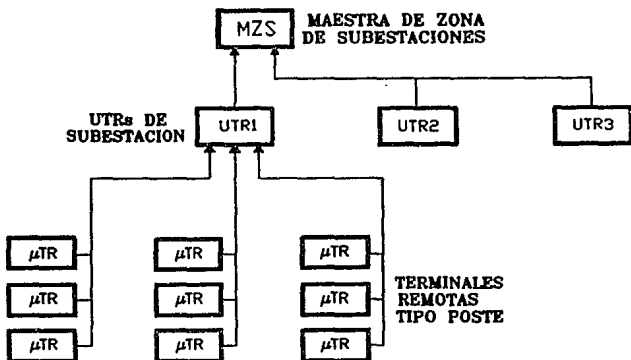 MZS
MAESTRA DE ZONA
DE SUBESTACIONES
UTRs DE
SUBESTACION
UTR1
UTR2
UTR3
μTR
μTR
μTR
μTR
μTR
μTR
μTR
μTR
μTR
TERMINALES
REMOTAS
TIPO POSTE